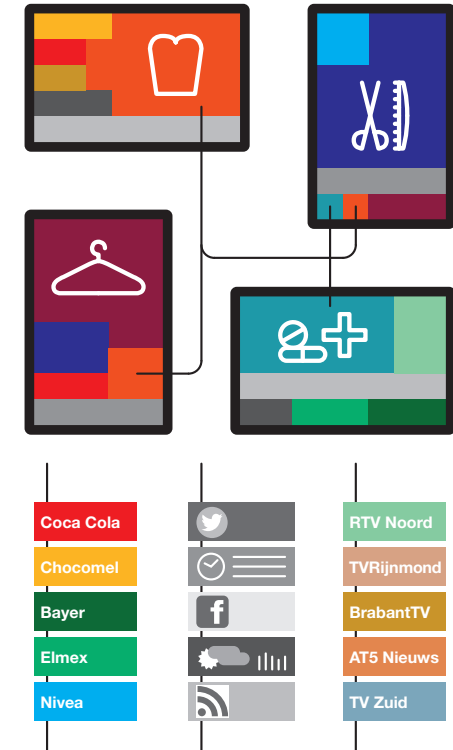 Coca Cola
Chocomel
Bayer
Elmex
Nivea
RTV Noord
TVRijnmond
BrabantTV
AT5 Nieuws
TV Zuid